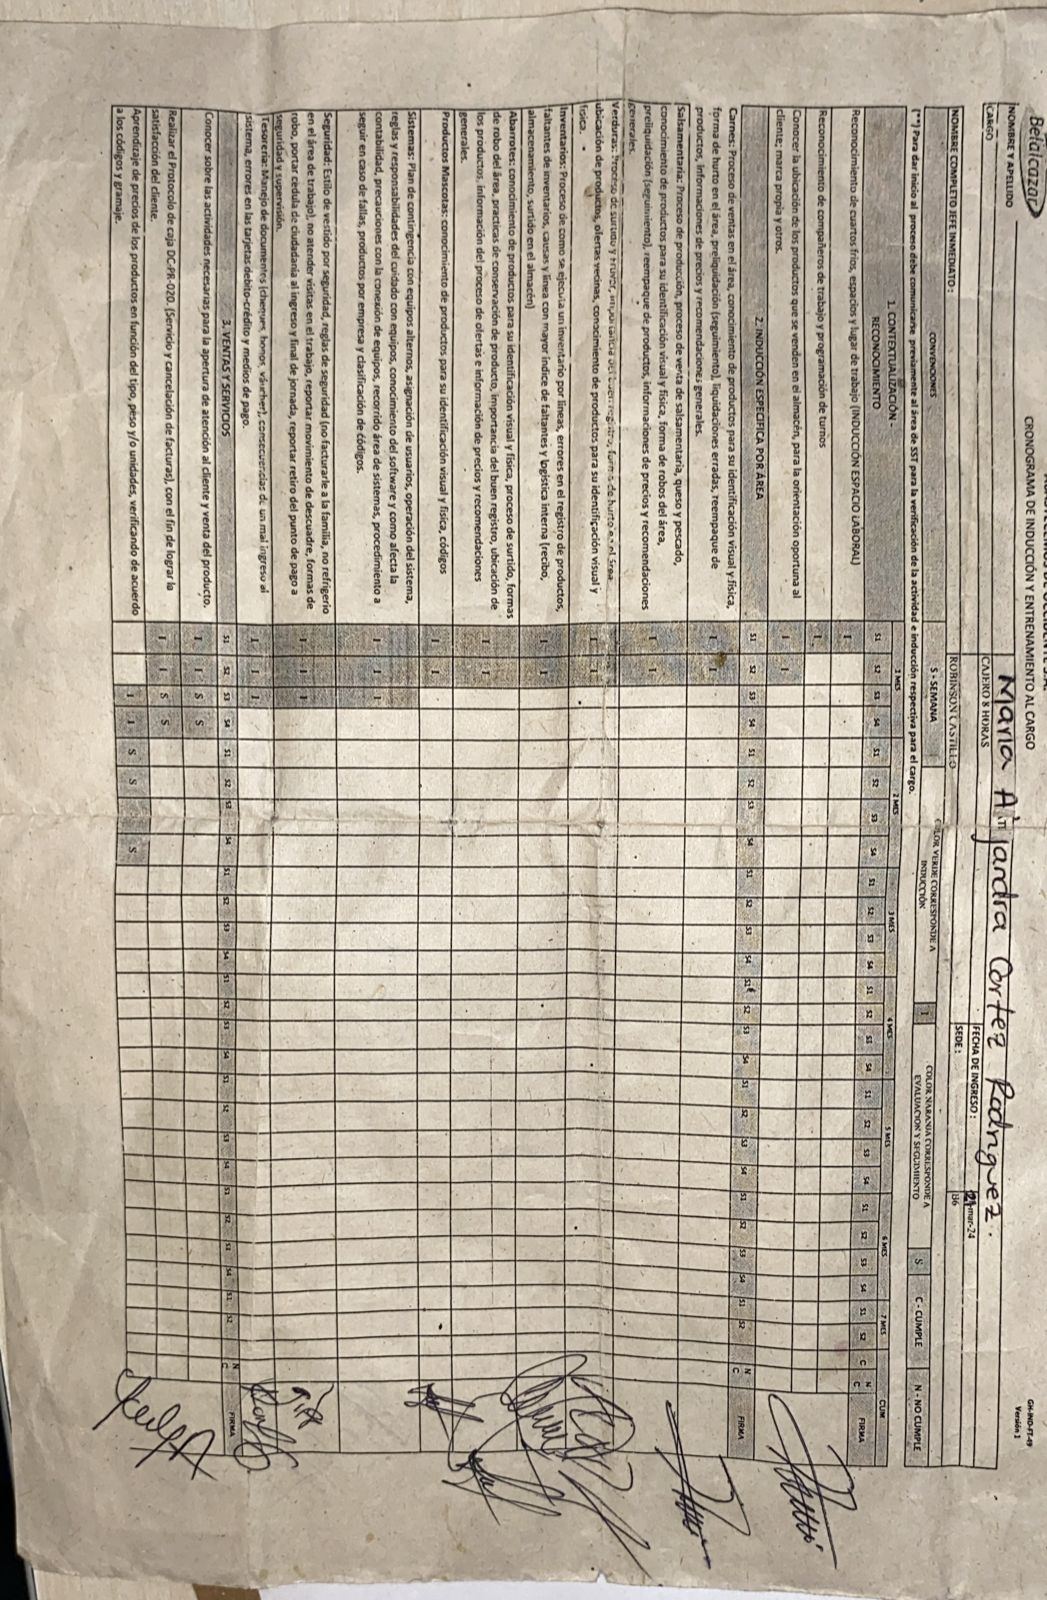 Belalcazar
ABASTECEMOS DE OCCIDENTE S.A.
CRONOGRAMA DE INDUCCIÓN Y ENTRENAMIENTO AL CARGO
GH-IND-FT-49
Versión 1
NOMBRE Y APELLIDO Maria Alejandra Cortez Rodriguez.
CARGO CAJERO 8 HORAS
FECHA DE INGRESO : 21-mar-24
NOMBRE COMPLETO JEFE INMEDIATO : ROBINSON CASTILLO SEDE : B6
CONVENCIONES S - SEMANA COLOR VERDE CORRESPONDE A INDUCCIÓN I COLOR NARANJA CORRESPONDE A EVALUACION Y SEGUIMIENTO S C - CUMPLE N - NO CUMPLE
(**) Para dar inicio al proceso debe comunicarse previamente al área de SST para la verificación de la actividad e inducción respectiva para el cargo.
1. CONTEXTUALIZACIÓN - 1 MES 2 MES 3 MES 4 MES 5 MES 6 MES 7 MES CUM
RECONOCIMIENTO S1 S2 S3 S4 S1 S2 S3 S4 S1 S2 S3 S4 S1 S2 S3 S4 S1 S2 S3 S4 S1 S2 S3 S4 S1 S2 C N C FIRMA
Reconocimiento de cuartos frios, espacios y lugar de trabajo (INDUCCIÓN ESPACIO LABORAL) I
Reconocimiento de compañeros de trabajo y programación de turnos I
Conocer la ubicación de los productos que se venden en el almacén, para la orientación oportuna al
cliente; marca propia y otros. I I
2. INDUCCIÓN ESPECIFICA POR ÁREA S1 S2 S3 S4 S1 S2 S3 S4 S1 S2 S3 S4 S1 S2 S3 S4 S1 S2 S3 S4 S1 S2 S3 S4 S1 S2 N C FIRMA
Carnes: Proceso de ventas en el área, conocimiento de productos para su identificación visual y física,
forma de hurto en el área, preliquidación (seguimiento), liquidaciones erradas, reempaque de I I
productos, informaciones de precios y recomendaciones generales.
Salsamentaria: Proceso de producción, proceso de venta de salsamentaria, queso y pescado,
conocimiento de productos para su identificación visual y física, forma de robos del área, I I
preliquidación (seguimiento), reempaque de productos, informaciones de precios y recomendaciones
generales.
Verduras: Proceso de surtido y Fruver, importancia del buen registro, forma de hurto en el área
ubicación de productos, ofertas vecinas, conocimiento de productos para su identificación visual y I I
física.
Inventarios: Proceso de como se ejecuta un inventario por líneas, errores en el registro de productos,
faltantes de inventarios, causas y línea con mayor índice de faltantes y logística interna (recibo, I I
almacenamiento, surtido en el almacén)
Abarrotes: conocimiento de productos para su identificación visual y física, proceso de surtido, formas
de robo del área, practicas de conservación de producto, importancia del buen registro, ubicación de I I
los productos, información del proceso de ofertas e información de precios y recomendaciones
generales.
Productos Mascotas: conocimiento de productos para su identificación visual y física, códigos I I
Sistemas: Plan de contingencia con equipos alternos, asignación de usuarios, operación del sistema,
reglas y responsabilidades del cuidado con equipos, conocimiento del software y como afecta la
contabilidad, precauciones con la conexión de equipos, recorrido área de sistemas, procedimiento a I I I
seguir en caso de fallas, productos por empresa y clasificación de códigos.
Seguridad: Estilo de vestido por seguridad, reglas de seguridad (no facturarle a la familia, no refrigerio
en el área de trabajo), no atender visitas en el trabajo, reportar movimiento de descuadre, formas de I I I
robo, portar cedula de ciudadanía al ingreso y final de jornada, reportar retiro del punto de pago a
seguridad y supervisión.
Tesoreria: Manejo de documentos (cheques, bonos, váucher), consecuencias de un mal ingreso al
sistema, errores en las tarjetas debito-crédito y medios de pago. I I I
3. VENTAS Y SERVICIOS S1 S2 S3 S4 S1 S2 S3 S4 S1 S2 S3 S4 S1 S2 S3 S4 S1 S2 S3 S4 S1 S2 S3 S4 S1 S2 N C FIRMA
Conocer sobre las actividades necesarias para la apertura de atención al cliente y venta del producto. I I S S
Realizar el Protocolo de caja DC-PR-020. (Servicio y cancelación de facturas), con el fin de lograr la
satisfacción del cliente. I I S S
Aprendizaje de precios de los productos en función del tipo, peso y/o unidades, verificando de acuerdo
a los códigos y gramaje. I I S S S